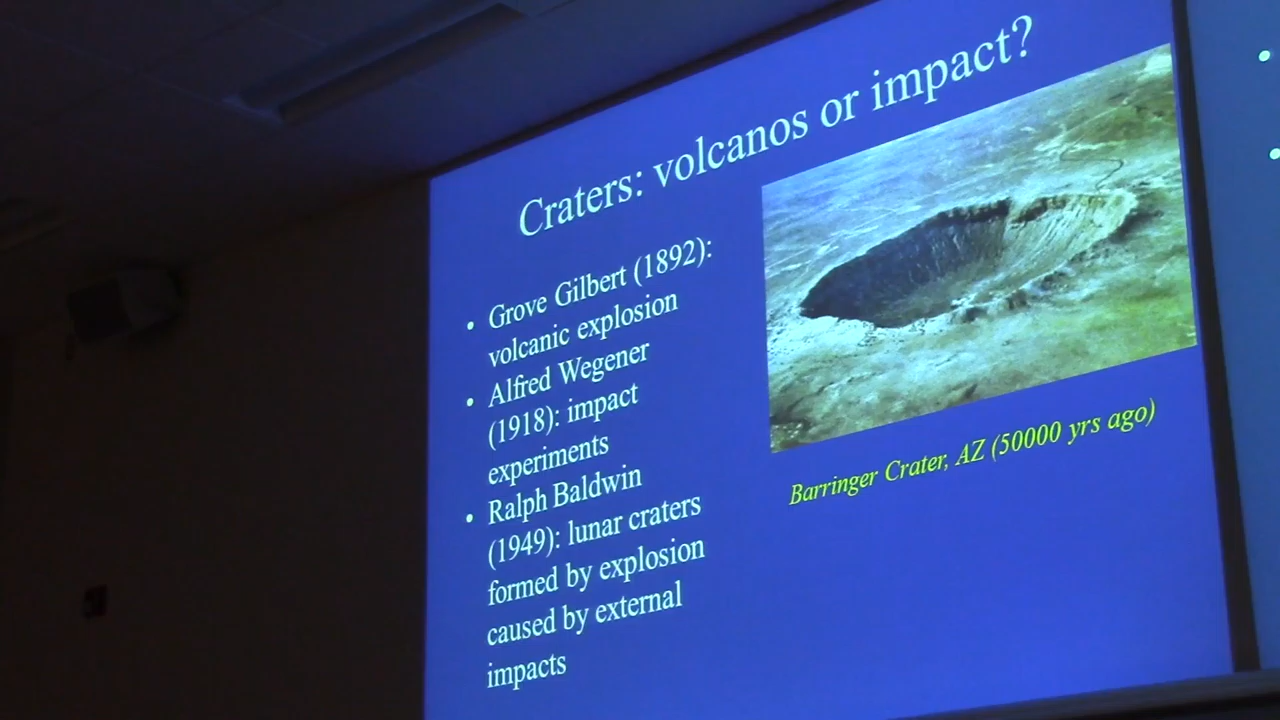 Craters: volcanos or impact?
• Grove Gilbert (1892):
volcanic explosion
• Alfred Wegener
(1918): impact
experiments
• Ralph Baldwin
(1949): lunar craters
formed by explosion
caused by external
impacts
Barringer Crater, AZ (50000 yrs ago)